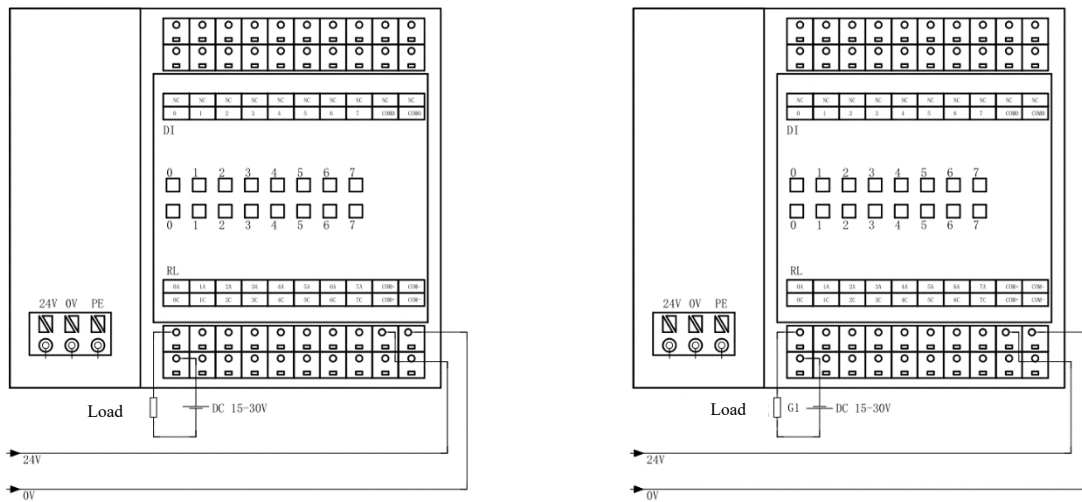 NC NC NC NC NC NC NC NC NC NC
0 1 2 3 4 5 6 7 COM0 COM0
DI
0 1 2 3 4 5 6 7
0 1 2 3 4 5 6 7
RL
0A 1A 2A 3A 4A 5A 6A 7A COM+ COM-
0C 1C 2C 3C 4C 5C 6C 7C COM+ COM-
24V 0V PE
Load
DC 15-30V
24V
0V
NC NC NC NC NC NC NC NC NC NC
0 1 2 3 4 5 6 7 COM0 COM0
DI
0 1 2 3 4 5 6 7
0 1 2 3 4 5 6 7
RL
0A 1A 2A 3A 4A 5A 6A 7A COM+ COM-
0C 1C 2C 3C 4C 5C 6C 7C COM+ COM-
24V 0V PE
Load
G1
DC 15-30V
24V
0V